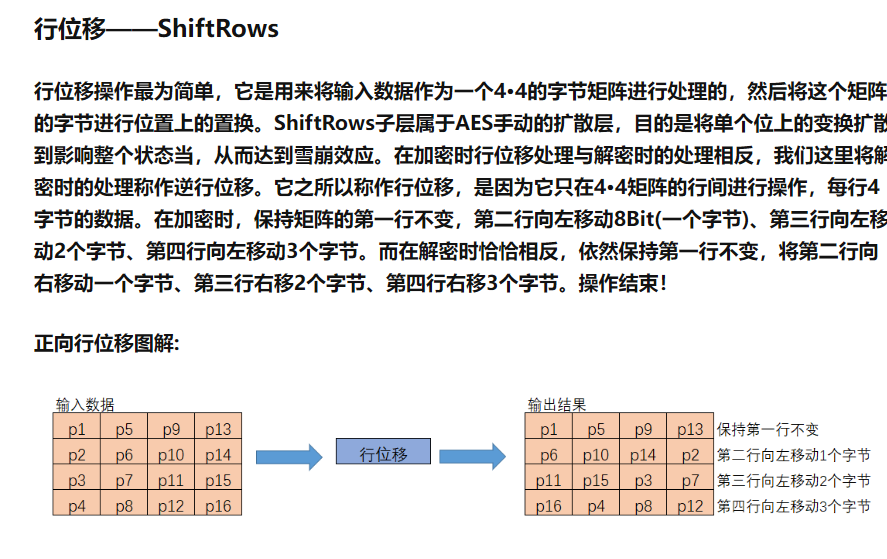 行位移——ShiftRows
行位移操作最为简单，它是用来将输入数据作为一个4•4的字节矩阵进行处理的，然后将这个矩阵
的字节进行位置上的置换。ShiftRows子层属于AES手动的扩散层，目的是将单个位上的变换扩散
到影响整个状态当，从而达到雪崩效应。在加密时行位移处理与解密时的处理相反，我们这里将解
密时的处理称作逆行位移。它之所以称作行位移，是因为它只在4•4矩阵的行间进行操作，每行4
字节的数据。在加密时，保持矩阵的第一行不变，第二行向左移动8Bit(一个字节)、第三行向左移
动2个字节、第四行向左移动3个字节。而在解密时恰恰相反，依然保持第一行不变，将第二行向
右移动一个字节、第三行右移2个字节、第四行右移3个字节。操作结束！
正向行位移图解:
输入数据 输出结果
p1 p5 p9 p13 p1 p5 p9 p13 保持第一行不变
p2 p6 p10 p14 行位移 p6 p10 p14 p2 第二行向左移动1个字节
p3 p7 p11 p15 p11 p15 p3 p7 第三行向左移动2个字节
p4 p8 p12 p16 p16 p4 p8 p12 第四行向左移动3个字节